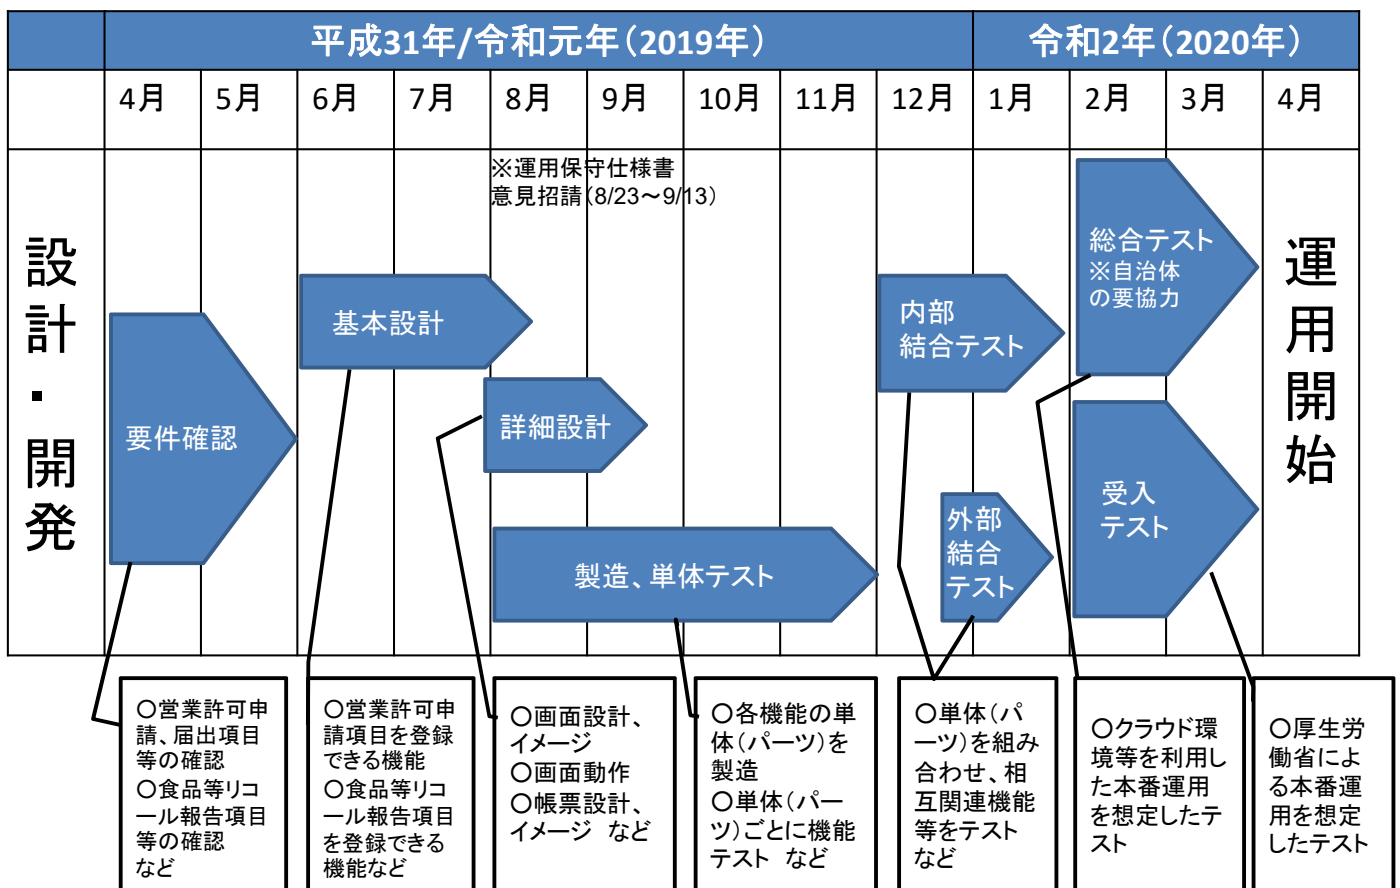 平成31年/令和元年（2019年）
令和2年（2020年）
4月
5月
6月
7月
8月
9月
10月
11月
12月
1月
2月
3月
4月
設計・開発
※運用保守仕様書
意見招請（8/23～9/13）
要件確認
基本設計
詳細設計
製造、単体テスト
内部
結合テスト
外部
結合
テスト
総合テスト
※自治体
の要協力
受入
テスト
運用開始
○営業許可申
請、届出項目
等の確認
○食品等リコ
ール報告項目
等の確認
など
○営業許可申
請項目を登録
できる機能
○食品等リコ
ール報告項目
を登録できる
機能など
○画面設計、
イメージ
○画面動作
○帳票設計、
イメージ など
○各機能の単
体（パーツ）を
製造
○単体（パー
ツ）ごとに機能
テスト など
○単体（パ
ーツ）を組み
合わせ、相
互関連機能
等をテスト
など
○クラウド環
境等を利用し
た本番運用
を想定したテ
スト
○厚生労
働省によ
る本番運
用を想定
したテスト